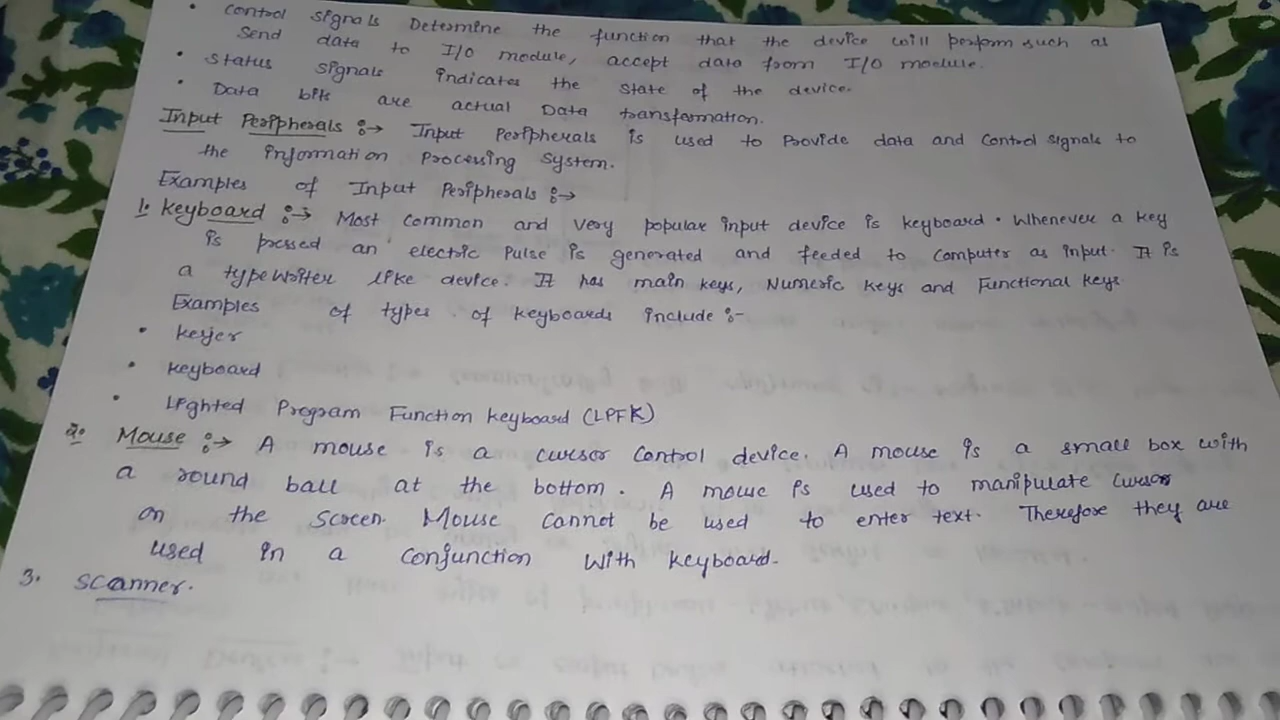 • Control signals Determine the function that the device will perform such as
Send data to I/O module, accept data from I/O module.
• Status signals indicates the state of the device.
• Data bits are actual Data transformation.
Input Peripherals :→ Input Peripherals is used to Provide data and Control signals to
the information Processing System.
Examples of Input Peripherals :→
1. Keyboard :→ Most Common and very popular input device is keyboard. Whenever a key
is pressed an electric Pulse is generated and feeded to Computer as input. It is
a typewriter like device. It has main keys, Numeric keys and Functional keys
Examples of types of keyboards include :-
• keyjer
• keyboard
• Lighted Program Function keyboard (LPFK)
2. Mouse :→ A mouse is a cursor Control device. A mouse is a small box with
a round ball at the bottom. A mouse is used to manipulate cursor
on the screen. Mouse cannot be used to enter text. Therefore they are
used in a conjunction with keyboard.
3. Scanner.